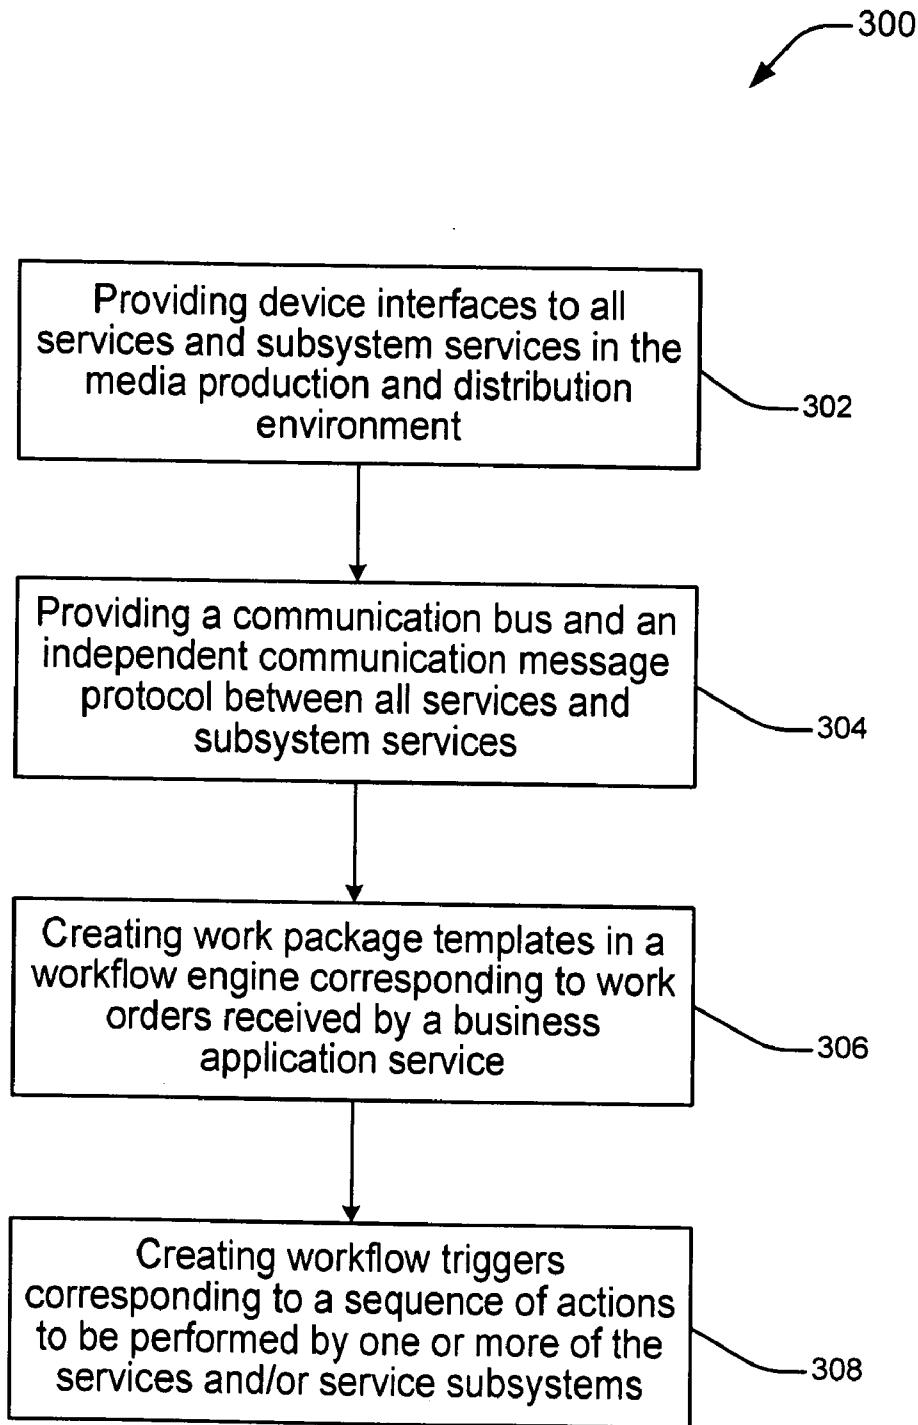 300
Providing device interfaces to all
services and subsystem services in the
media production and distribution
environment
302
Providing a communication bus and an
independent communication message
protocol between all services and
subsystem services
304
Creating work package templates in a
workflow engine corresponding to work
orders received by a business
application service
306
Creating workflow triggers
corresponding to a sequence of actions
to be performed by one or more of the
services and/or service subsystems
308